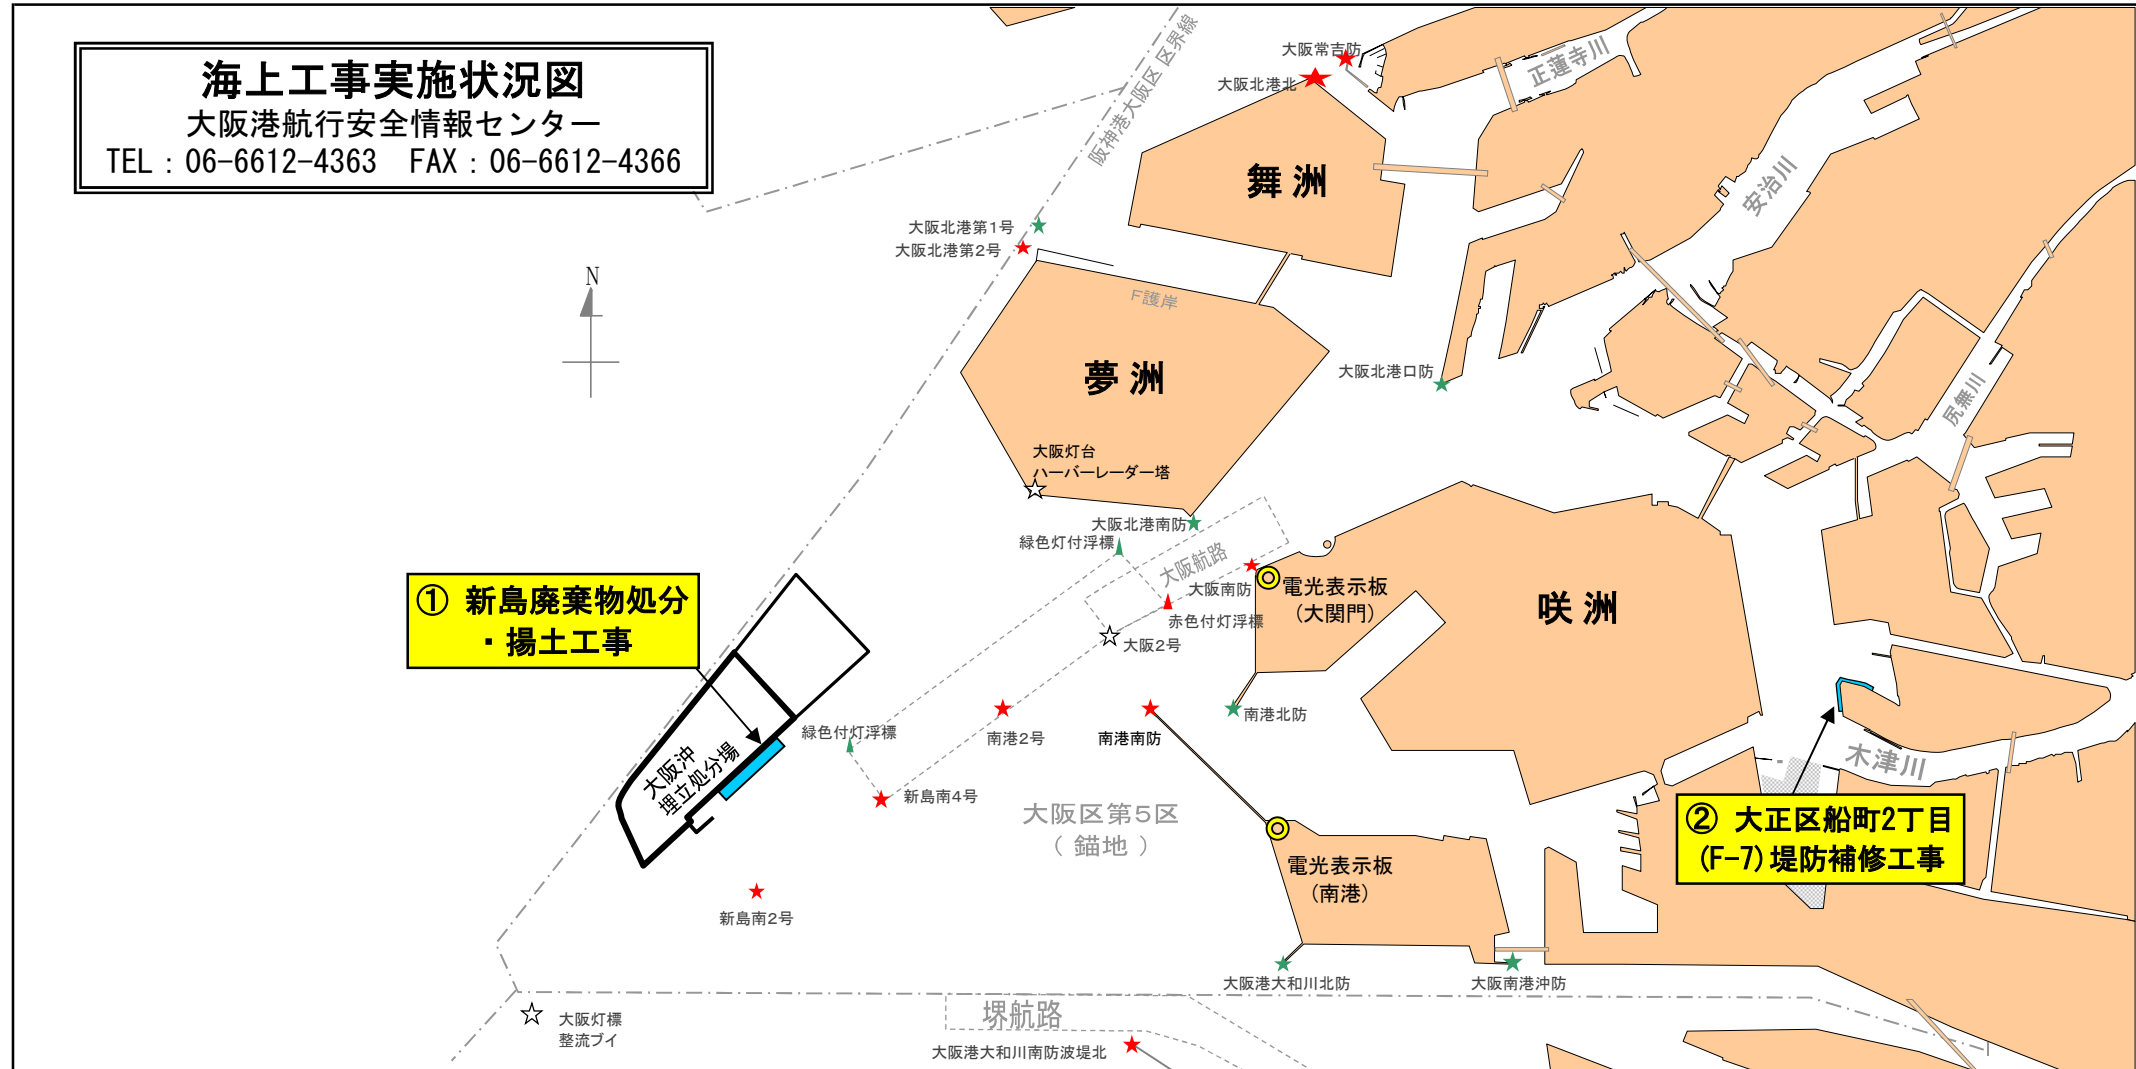 海上工事実施状況図
大阪港航行安全情報センター
TEL：06-6612-4363　FAX：06-6612-4366
阪神港大阪区 区界線
大阪常吉防
大阪北港北
正蓮寺川
舞 洲
安治川
大阪北港第1号
大阪北港第2号
N
F護岸
夢 洲
大阪北港口防
尻無川
大阪灯台
ハーバーレーダー塔
大阪北港南防
緑色灯付浮標
大阪航路
大阪南防
電光表示板
（大関門）
赤色付灯浮標
大阪2号
咲 洲
① 新島廃棄物処分
・揚土工事
大阪沖
埋立処分場
緑色付灯浮標
南港2号
南港南防
南港北防
新島南4号
大阪区第5区
（ 錨地 ）
木津川
② 大正区船町2丁目
(F-7)堤防補修工事
電光表示板
（南港）
新島南2号
大阪港大和川北防
大阪南港沖防
大阪灯標
整流ブイ
堺航路
大阪港大和川南防波堤北